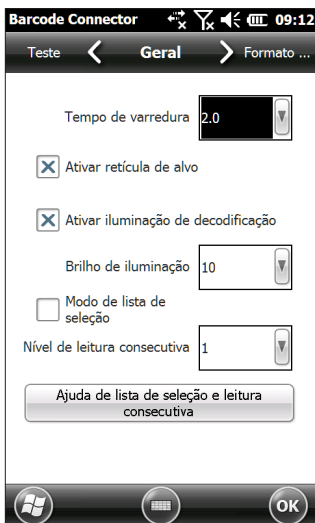 Barcode Connector 09:12
Teste Geral Formato ...
Tempo de varredura 2.0
Ativar retícula de alvo
Ativar iluminação de decodificação
Brilho de iluminação 10
Modo de lista de
seleção
Nível de leitura consecutiva 1
Ajuda de lista de seleção e leitura
consecutiva
OK